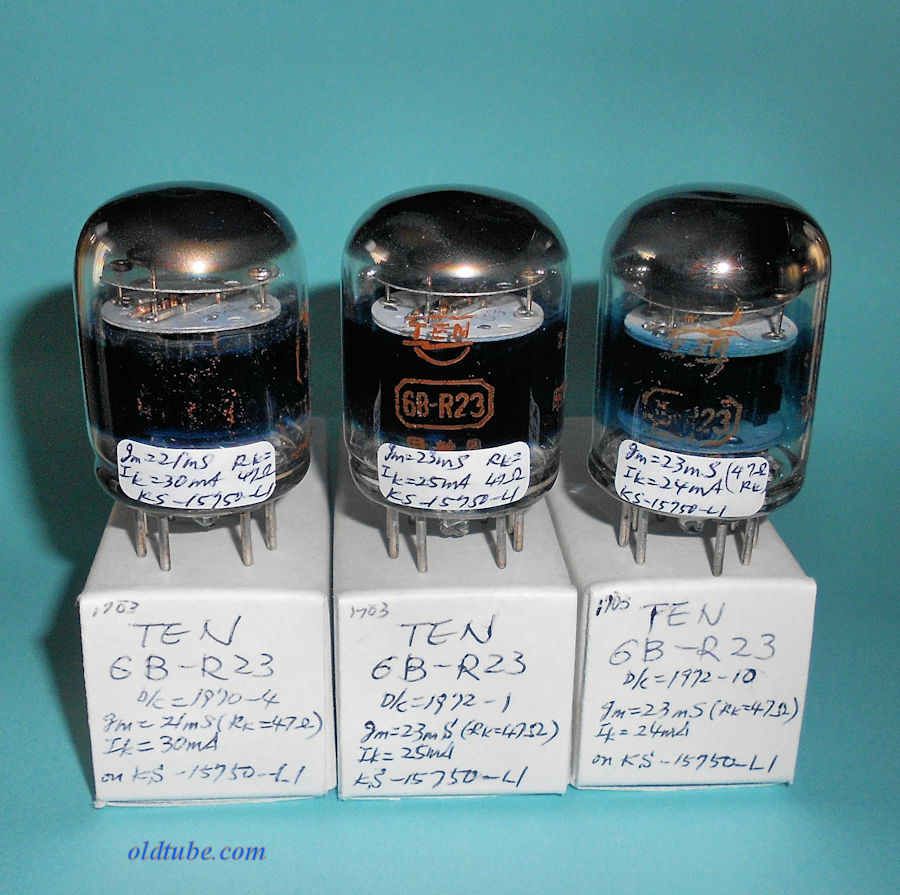 TEN
6B-R23
6B-R23
gm=21mS Rk=
Ik=30mA 47Ω
KS-15750-L1
gm=23mS Rk=
Ik=25mA 47Ω
KS-15750-L1
gm=23mS (47Ω
Ik=24mA (Rk)
KS-15750-L1
1703
TEN
6B-R23
D/C=1970-4
gm=21mS (Rk=47Ω)
Ik=30mA
on KS-15750-L1
1703
TEN
6B-R23
D/C=1972-1
gm=23mS (Rk=47Ω)
Ik=25mA
KS-15750-L1
TEN
6B-R23
D/C=1972-10
gm=23mS (Rk=47Ω)
Ik=24mA
on KS-15750-L1
oldtube.com